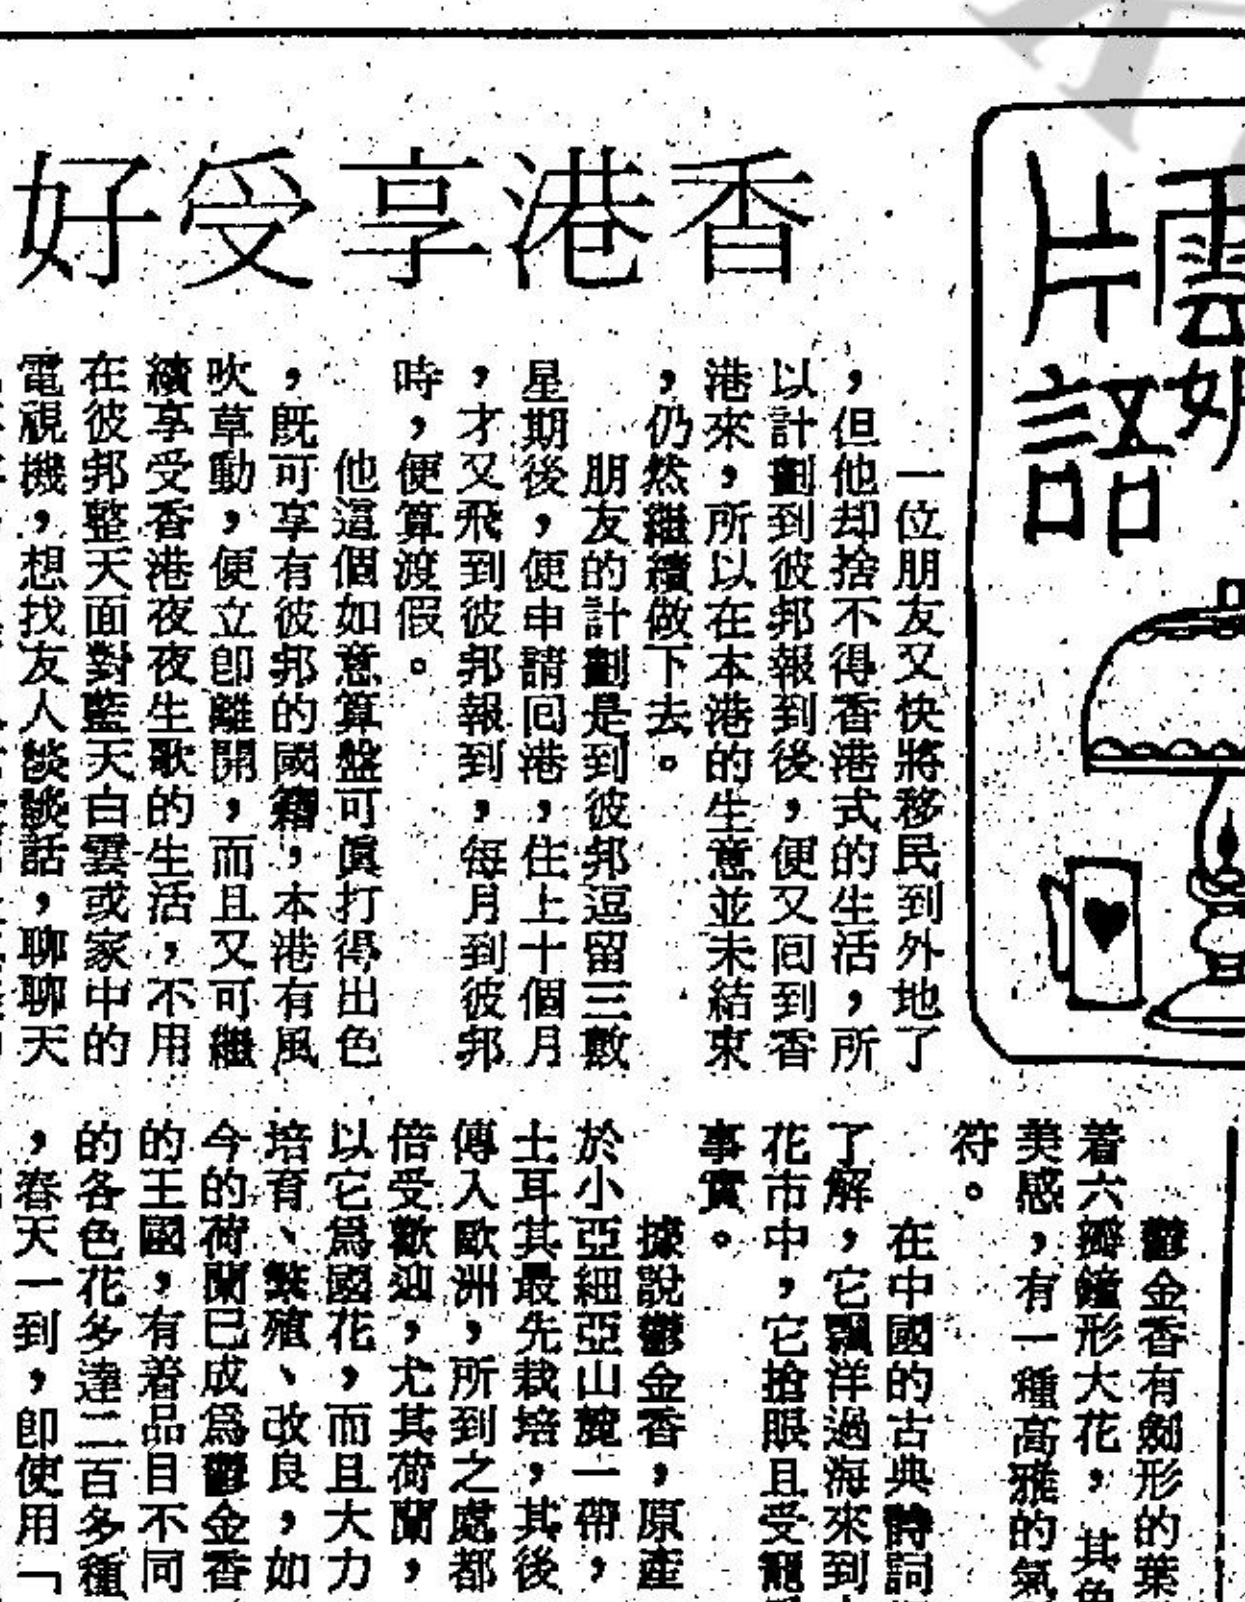 香港享受好
雲妮
片語
一位朋友又快將移民到外地了
，但他却捨不得香港式的生活，所
以計劃到彼邦報到後，便又囘到香
港來，所以在本港的生意並未結束
，仍然繼續做下去。
朋友的計劃是到彼邦逗留三數
星期後，便申請囘港，住上十個月
，才又飛到彼邦報到，每月到彼邦
時，便算渡假。
他這個如意算盤可眞打得出色
，既可享有彼邦的國籍，本港有風
吹草動，便立卽離開，而且又可繼
續享受香港夜夜生歌的生活，不用
在彼邦整天面對藍天白雲或家中的
電視機，想找友人談談話，聊聊天
鬱金香有劔形的葉
着六瓣鐘形大花，其色
美感，有一種高雅的氣
符。
在中國的古典詩詞
了解，它飄洋過海來到
花市中，它搶眼且受寵
事實。
據說鬱金香，原產
於小亞細亞山麓一帶，
土耳其最先栽培，其後
傳入歐洲，所到之處都
倍受歡迎，尤其荷蘭，
以它爲國花，而且大力
培育、繁殖、改良，如
今的荷蘭已成爲鬱金香
的王國，有着品目不同
的各色花多達二百多種
，春天一到，卽使用「